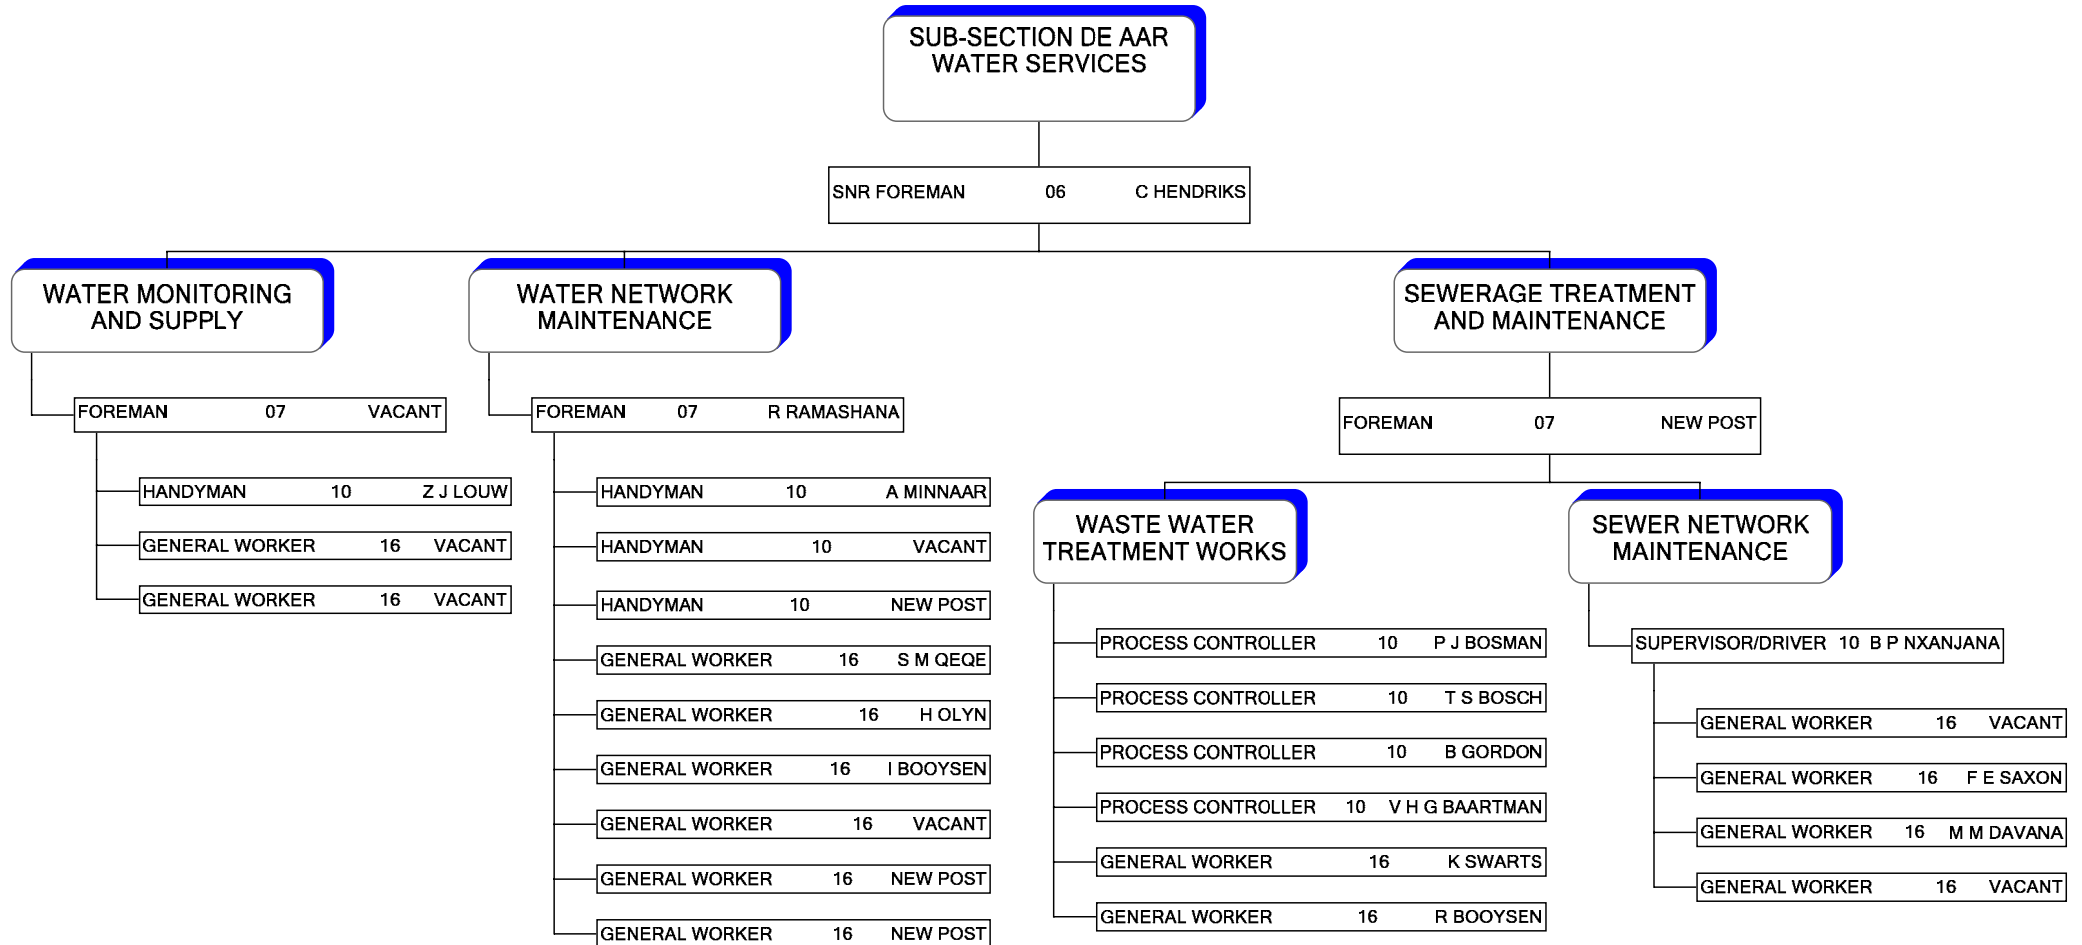 SUB-SECTION DE AAR
WATER SERVICES
SNR FOREMAN 06 C HENDRIKS
WATER MONITORING
AND SUPPLY
FOREMAN 07 VACANT
HANDYMAN 10 Z J LOUW
GENERAL WORKER 16 VACANT
GENERAL WORKER 16 VACANT
WATER NETWORK
MAINTENANCE
FOREMAN 07 R RAMASHANA
HANDYMAN 10 A MINNAAR
HANDYMAN 10 VACANT
HANDYMAN 10 NEW POST
GENERAL WORKER 16 S M QEQE
GENERAL WORKER 16 H OLYN
GENERAL WORKER 16 I BOOYSEN
GENERAL WORKER 16 VACANT
GENERAL WORKER 16 NEW POST
GENERAL WORKER 16 NEW POST
SEWERAGE TREATMENT
AND MAINTENANCE
FOREMAN 07 NEW POST
WASTE WATER
TREATMENT WORKS
PROCESS CONTROLLER 10 P J BOSMAN
PROCESS CONTROLLER 10 T S BOSCH
PROCESS CONTROLLER 10 B GORDON
PROCESS CONTROLLER 10 V H G BAARTMAN
GENERAL WORKER 16 K SWARTS
GENERAL WORKER 16 R BOOYSEN
SEWER NETWORK
MAINTENANCE
SUPERVISOR/DRIVER 10 B P NXANJANA
GENERAL WORKER 16 VACANT
GENERAL WORKER 16 F E SAXON
GENERAL WORKER 16 M M DAVANA
GENERAL WORKER 16 VACANT